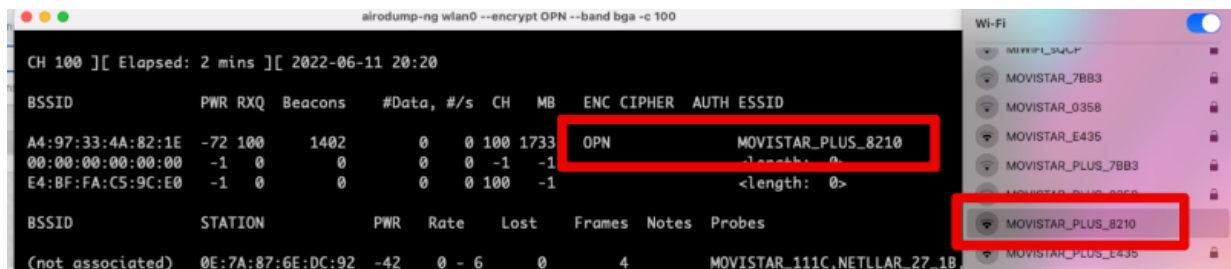 airodump-ng wlan0 --encrypt OPN --band bga -c 100
CH 100 ][ Elapsed: 2 mins ][ 2022-06-11 20:20
BSSID PWR RXQ Beacons #Data, #/s CH MB ENC CIPHER AUTH ESSID
A4:97:33:4A:82:1E -72 100 1402 0 0 100 1733 OPN MOVISTAR_PLUS_8210
00:00:00:00:00:00 -1 0 0 0 0 -1 -1 <length: 0>
E4:BF:FA:C5:9C:E0 -1 0 0 0 0 100 -1 <length: 0>
BSSID STATION PWR Rate Lost Frames Notes Probes
(not associated) 0E:7A:87:6E:DC:92 -42 0 - 6 0 4 MOVISTAR_111C,NETLLAR_27_1B,
Wi-Fi
MOVISTAR_7BB3
MOVISTAR_0358
MOVISTAR_E435
MOVISTAR_PLUS_7BB3
MOVISTAR_PLUS_8210
MOVISTAR_PLUS_E435